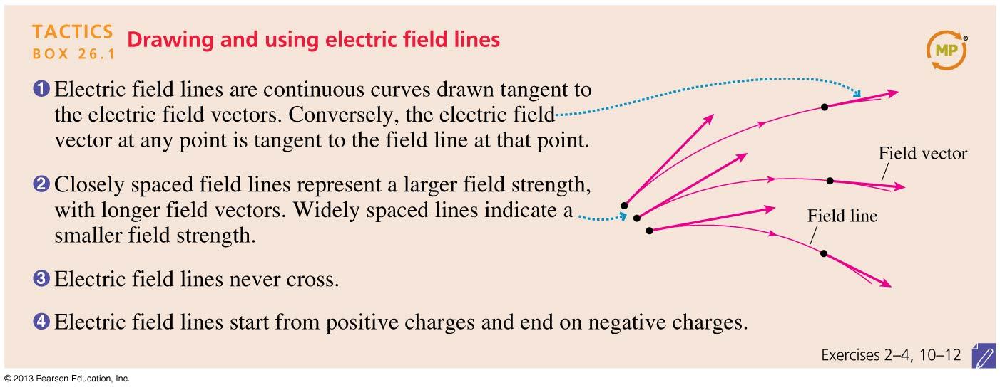 TACTICS
BOX 26.1
Drawing and using electric field lines
MP®
1 Electric field lines are continuous curves drawn tangent to
the electric field vectors. Conversely, the electric field
vector at any point is tangent to the field line at that point.
Field vector
2 Closely spaced field lines represent a larger field strength,
with longer field vectors. Widely spaced lines indicate a
smaller field strength.
Field line
3 Electric field lines never cross.
4 Electric field lines start from positive charges and end on negative charges.
Exercises 2–4, 10–12
© 2013 Pearson Education, Inc.